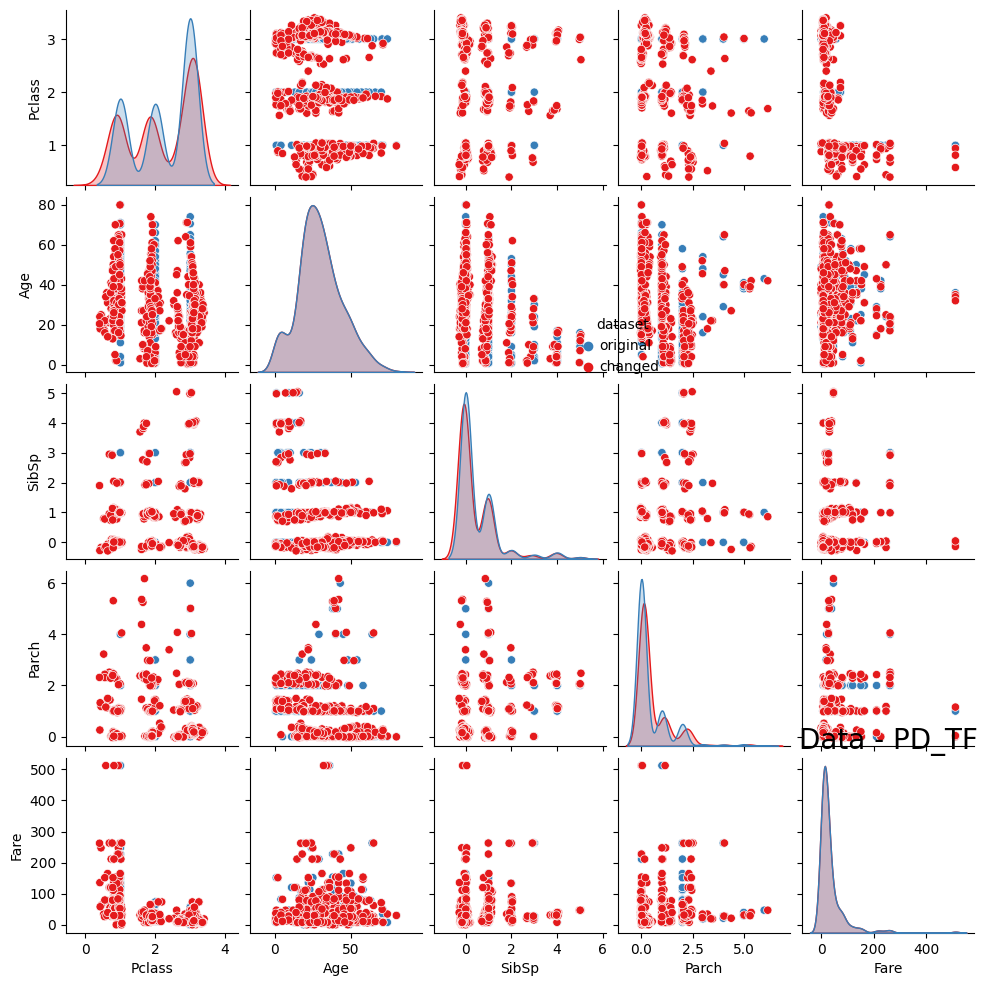 3
2
1
Pclass
80
60
40
20
0
Age
dataset
original
changed
5
4
3
2
1
0
SibSp
6
4
2
0
Parch
Data - PD_TF
500
400
300
200
100
0
Fare
0 2 4
0 50
0 2 4 6
0.0 2.5 5.0
0 200 400
Pclass Age SibSp Parch Fare